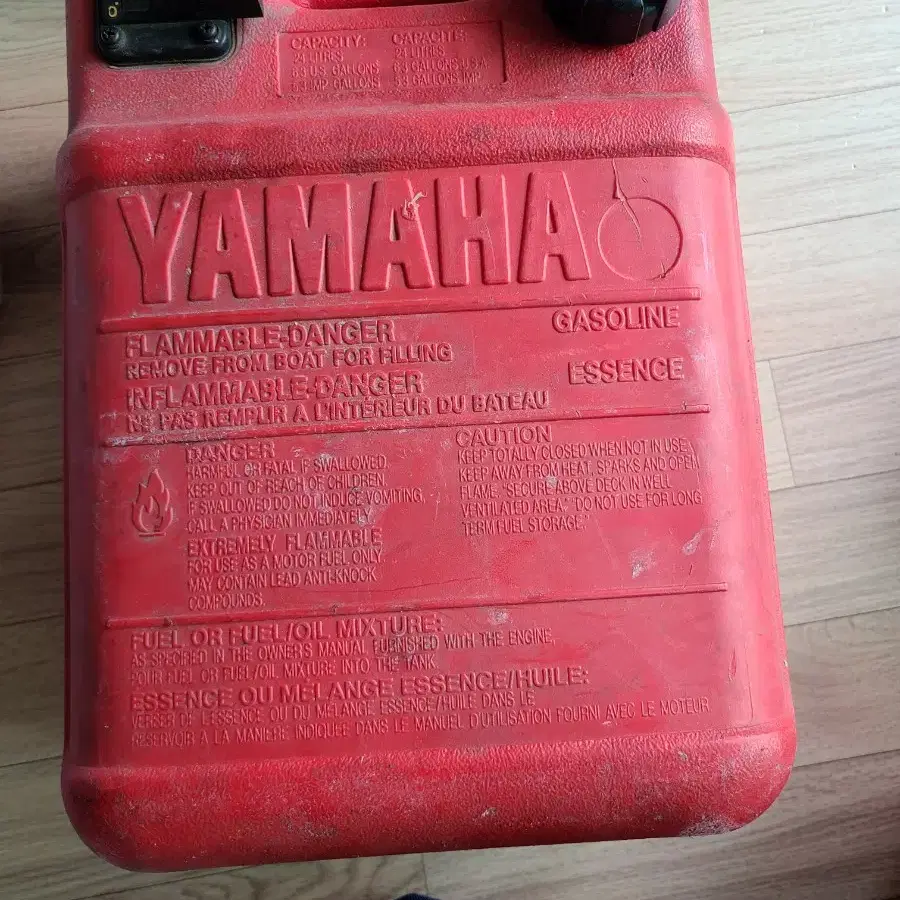 CAPACITY:
24 LITRES
6.3 US. GALLONS
5.3 IMP GALLONS
CAPACITE:
24 LITRES
GALLONS U.S.A
GALLONS IMP.
YAMAHA
FLAMMABLE-DANGER
REMOVE FROM BOAT FOR FILLING
GASOLINE
INFLAMMABLE-DANGER
NE PAS REMPLIR A L'INTÉRIEUR DU BATEAU
ESSENCE
DANGER
HARMFUL OR FATAL IF SWALLOWED.
KEEP OUT OF REACH OF CHILDREN.
IF SWALLOWED DO NOT INDUCE VOMITING.
CALL A PHYSICIAN IMMEDIATELY.
EXTREMELY FLAMMABLE
FOR USE AS A MOTOR FUEL ONLY.
MAY CONTAIN LEAD ANTI-KNOCK
COMPOUNDS.
CAUTION
KEEP TOTALLY CLOSED WHEN NOT IN USE.
KEEP AWAY FROM HEAT, SPARKS AND OPEN
FLAME. "SECURE ABOVE DECK IN WELL
VENTILATED AREA." "DO NOT USE FOR LONG
TERM FUEL STORAGE."
FUEL OR FUEL/OIL MIXTURE:
AS SPECIFIED IN THE OWNER'S MANUAL FURNISHED WITH THE ENGINE,
POUR FUEL OR FUEL/OIL MIXTURE INTO THE TANK.
ESSENCE OU MELANGE ESSENCE/HUILE:
VERSER DE L'ESSENCE OU DU MELANGE ESSENCE/HUILE DANS LE
RESERVOIR A LA MANIERE INDIQUEE DANS LE MANUEL D'UTILISATION FOURNI AVEC LE MOTEUR